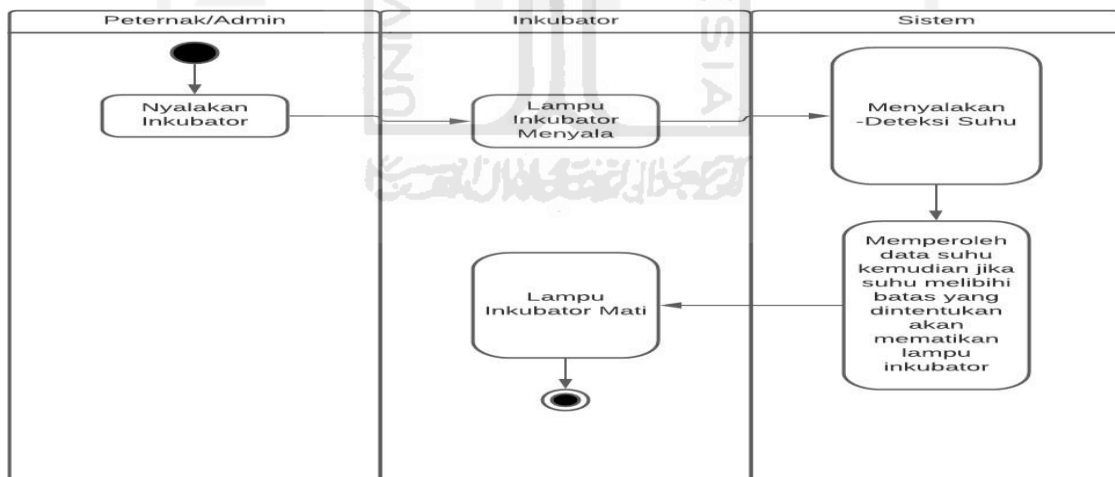 Peternak/Admin
Inkubator
Sistem
Nyalakan
Inkubator
Lampu
Inkubator
Menyala
Menyalakan
-Deteksi Suhu
Memperoleh
data suhu
kemudian jika
suhu melibihi
batas yang
dintentukan
akan
mematikan
lampu
inkubator
Lampu
Inkubator Mati